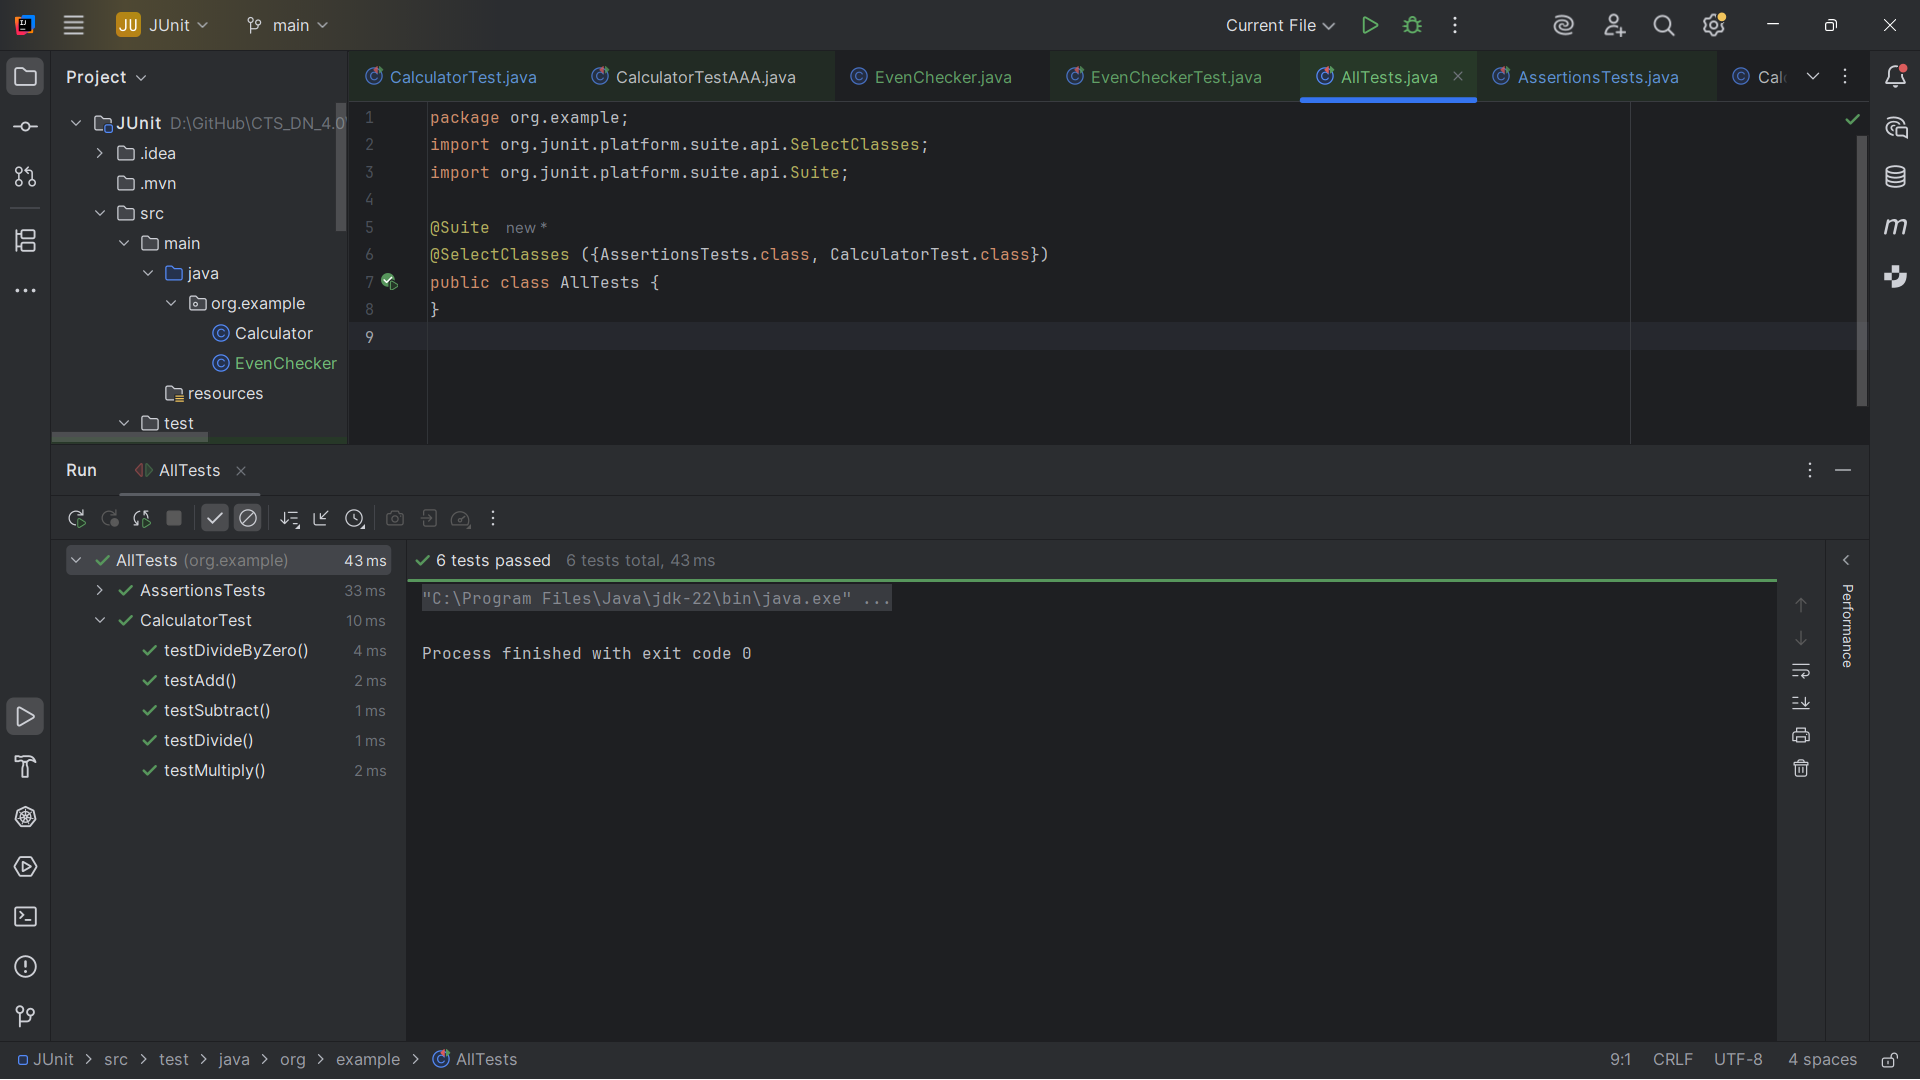 JU JUnit main Current File
Project
CalculatorTest.java CalculatorTestAAA.java EvenChecker.java EvenCheckerTest.java AllTests.java AssertionsTests.java Cal
JUnit D:\GitHub\CTS_DN_4.0\
.idea
.mvn
src
main
java
org.example
Calculator
EvenChecker
resources
test
1 package org.example;
2 import org.junit.platform.suite.api.SelectClasses;
3 import org.junit.platform.suite.api.Suite;
4
5 @Suite new *
6 @SelectClasses ({AssertionsTests.class, CalculatorTest.class})
7 public class AllTests {
8 }
9
Run AllTests
AllTests (org.example) 43 ms
AssertionsTests 33 ms
CalculatorTest 10 ms
testDivideByZero() 4 ms
testAdd() 2 ms
testSubtract() 1 ms
testDivide() 1 ms
testMultiply() 2 ms
6 tests passed 6 tests total, 43 ms
"C:\Program Files\Java\jdk-22\bin\java.exe" ...
Process finished with exit code 0
Performance
JUnit > src > test > java > org > example > AllTests
9:1 CRLF UTF-8 4 spaces